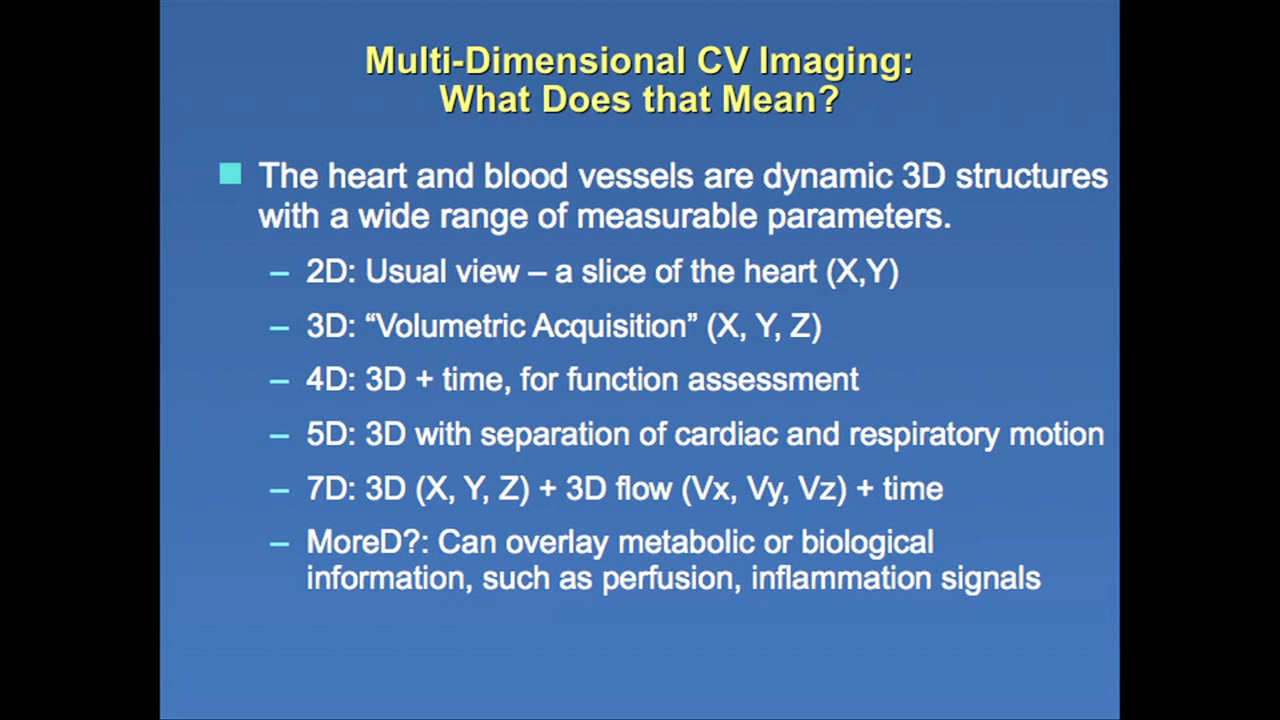 Multi-Dimensional CV Imaging:
What Does that Mean?
The heart and blood vessels are dynamic 3D structures
with a wide range of measurable parameters.
– 2D: Usual view – a slice of the heart (X,Y)
– 3D: “Volumetric Acquisition” (X, Y, Z)
– 4D: 3D + time, for function assessment
– 5D: 3D with separation of cardiac and respiratory motion
– 7D: 3D (X, Y, Z) + 3D flow (Vx, Vy, Vz) + time
– MoreD?: Can overlay metabolic or biological
information, such as perfusion, inflammation signals